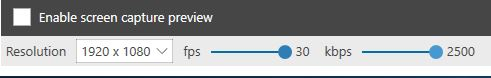 Enable screen capture preview
Resolution 1920 x 1080 fps 30 kbps 2500